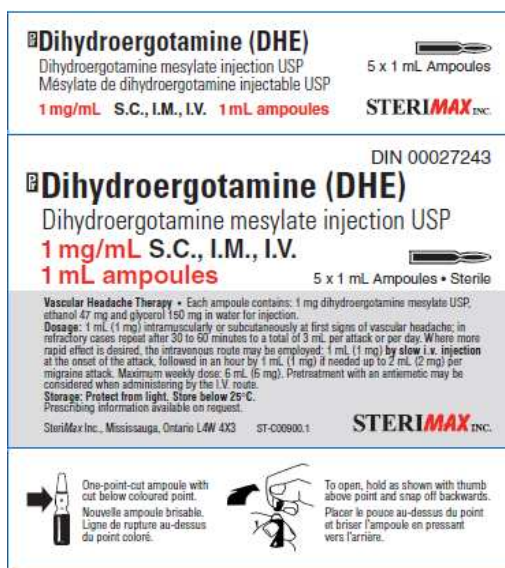 Pr Dihydroergotamine (DHE)
Dihydroergotamine mesylate injection USP
Mésylate de dihydroergotamine injectable USP
5 x 1 mL Ampoules
1 mg/mL S.C., I.M., I.V. 1 mL ampoules
STERIMAX INC.
DIN 00027243
Pr Dihydroergotamine (DHE)
Dihydroergotamine mesylate injection USP
1 mg/mL S.C., I.M., I.V.
1 mL ampoules
5 x 1 mL Ampoules • Sterile
Vascular Headache Therapy • Each ampoule contains: 1 mg dihydroergotamine mesylate USP,
ethanol 47 mg and glycerol 150 mg in water for injection.
Dosage: 1 mL (1 mg) intramuscularly or subcutaneously at first signs of vascular headache; in
refractory cases repeat after 30 to 60 minutes to a total of 3 mL per attack or per day. Where more
rapid effect is desired, the intravenous route may be employed: 1 mL (1 mg) by slow i.v. injection
at the onset of the attack, followed in an hour by 1 mL (1 mg) if needed up to 2 mL (2 mg) per
migraine attack. Maximum weekly dose: 6 mL (6 mg). Pretreatment with an antiemetic may be
considered when administering by the I.V. route.
Storage: Protect from light. Store below 25°C.
Prescribing information available on request.
SteriMax Inc., Mississauga, Ontario L4W 4X3 ST-C00900.1
STERIMAX INC.
One-point-cut ampoule with
cut below coloured point.
Nouvelle ampoule brisable.
Ligne de rupture au-dessus
du point coloré.
To open, hold as shown with thumb
above point and snap off backwards.
Placer le pouce au-dessus du point
et briser l'ampoule en pressant
vers l'arrière.